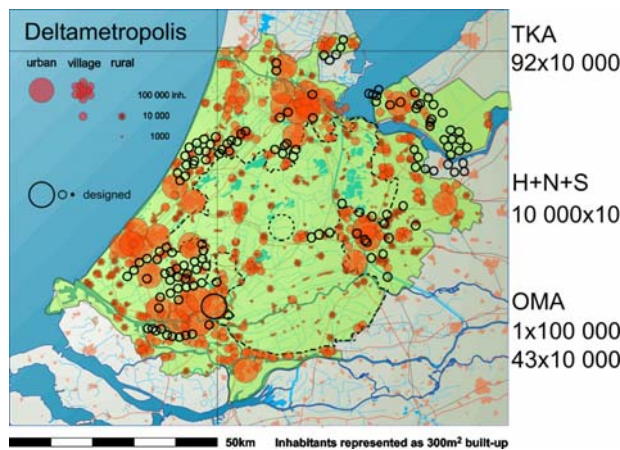 Deltametropolis
urban village rural
100 000 Inh.
10 000
1000
designed
TKA
92x10 000
H+N+S
10 000x10
OMA
1x100 000
43x10 000
50km Inhabitants represented as 300m² built-up